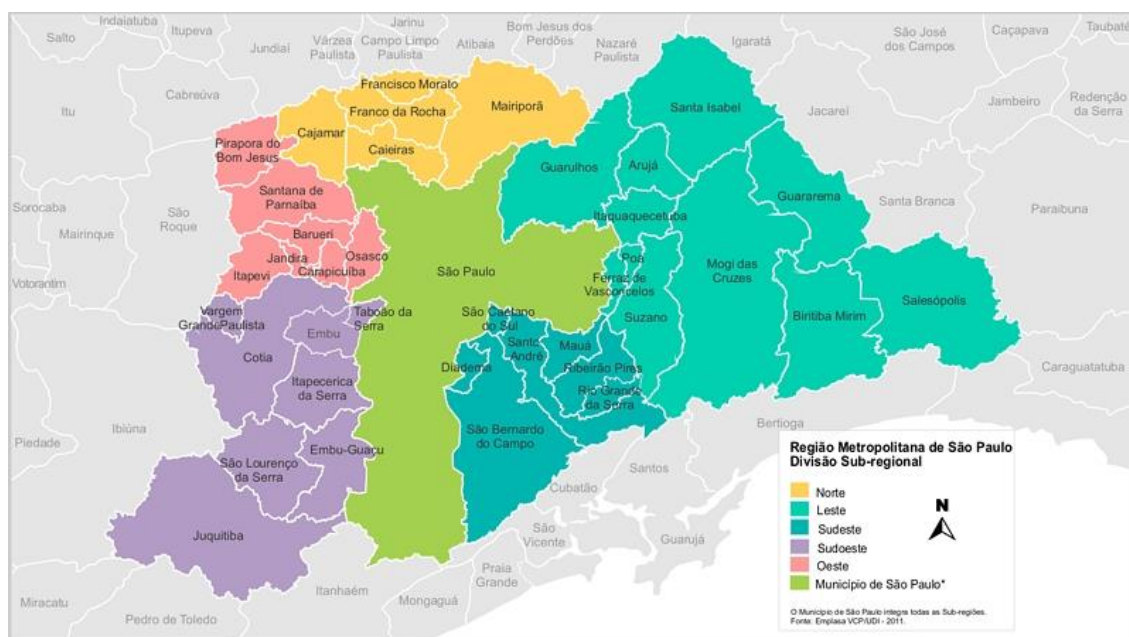 Indaiatuba
Itupeva
Jarinu
Bom Jesus dos
Perdões
Salto
Jundiaí
Várzea
Paulista
Campo Limpo
Paulista
Atibaia
Nazaré
Paulista
Igaratá
São José
dos Campos
Caçapava
Taubaté
Itu
Cabreúva
Francisco Morato
Franco da Rocha
Mairiporã
Cajamar
Caieiras
Santa Isabel
Jacareí
Jambeiro
Redenção
da Serra
Pirapora do
Bom Jesus
Guarulhos
Arujá
Santana de
Parnaíba
Guararema
Santa Branca
Paraibuna
Sorocaba
Mairinque
São
Roque
Itaquaquecetuba
Barueri
Jandira
Osasco
Carapicuíba
Itapevi
São Paulo
Poá
Ferraz de
Vasconcelos
Mogi das
Cruzes
Votorantim
Salesópolis
Vargem
Grande Paulista
Taboão da
Serra
São Caetano
do Sul
Suzano
Biritiba Mirim
Embu
Cotia
Santo
André
Mauá
Diadema
Ribeirão Pires
Itapecerica
da Serra
Rio Grande
da Serra
Caraguatatuba
Piedade
Ibiúna
São Bernardo
do Campo
Bertioga
Embu-Guaçu
São Lourenço
da Serra
Santos
Cubatão
Juquitiba
São
Vicente
Guarujá
Praia
Grande
Itanhaém
Mongaguá
Miracatu
Pedro de Toledo
Região Metropolitana de São Paulo
Divisão Sub-regional
Norte
Leste
Sudeste
Sudoeste
Oeste
Município de São Paulo*
N
O Município de São Paulo integra todas as Sub-regiões.
Fonte: Emplasa VCP/UDI - 2011.